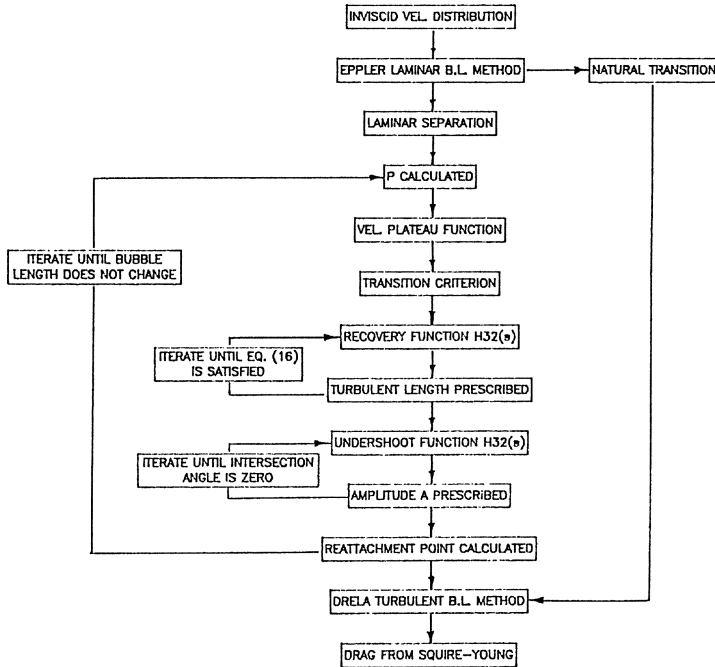 INVISCID VEL. DISTRIBUTION
EPPLER LAMINAR B.L. METHOD
NATURAL TRANSITION
LAMINAR SEPARATION
P CALCULATED
VEL. PLATEAU FUNCTION
ITERATE UNTIL BUBBLE
LENGTH DOES NOT CHANGE
TRANSITION CRITERION
RECOVERY FUNCTION H32(s)
ITERATE UNTIL EQ. (16)
IS SATISFIED
TURBULENT LENGTH PRESCRIBED
UNDERSHOOT FUNCTION H32(s)
ITERATE UNTIL INTERSECTION
ANGLE IS ZERO
AMPLITUDE A PRESCRIBED
REATTACHMENT POINT CALCULATED
DRELA TURBULENT B.L. METHOD
DRAG FROM SQUIRE-YOUNG